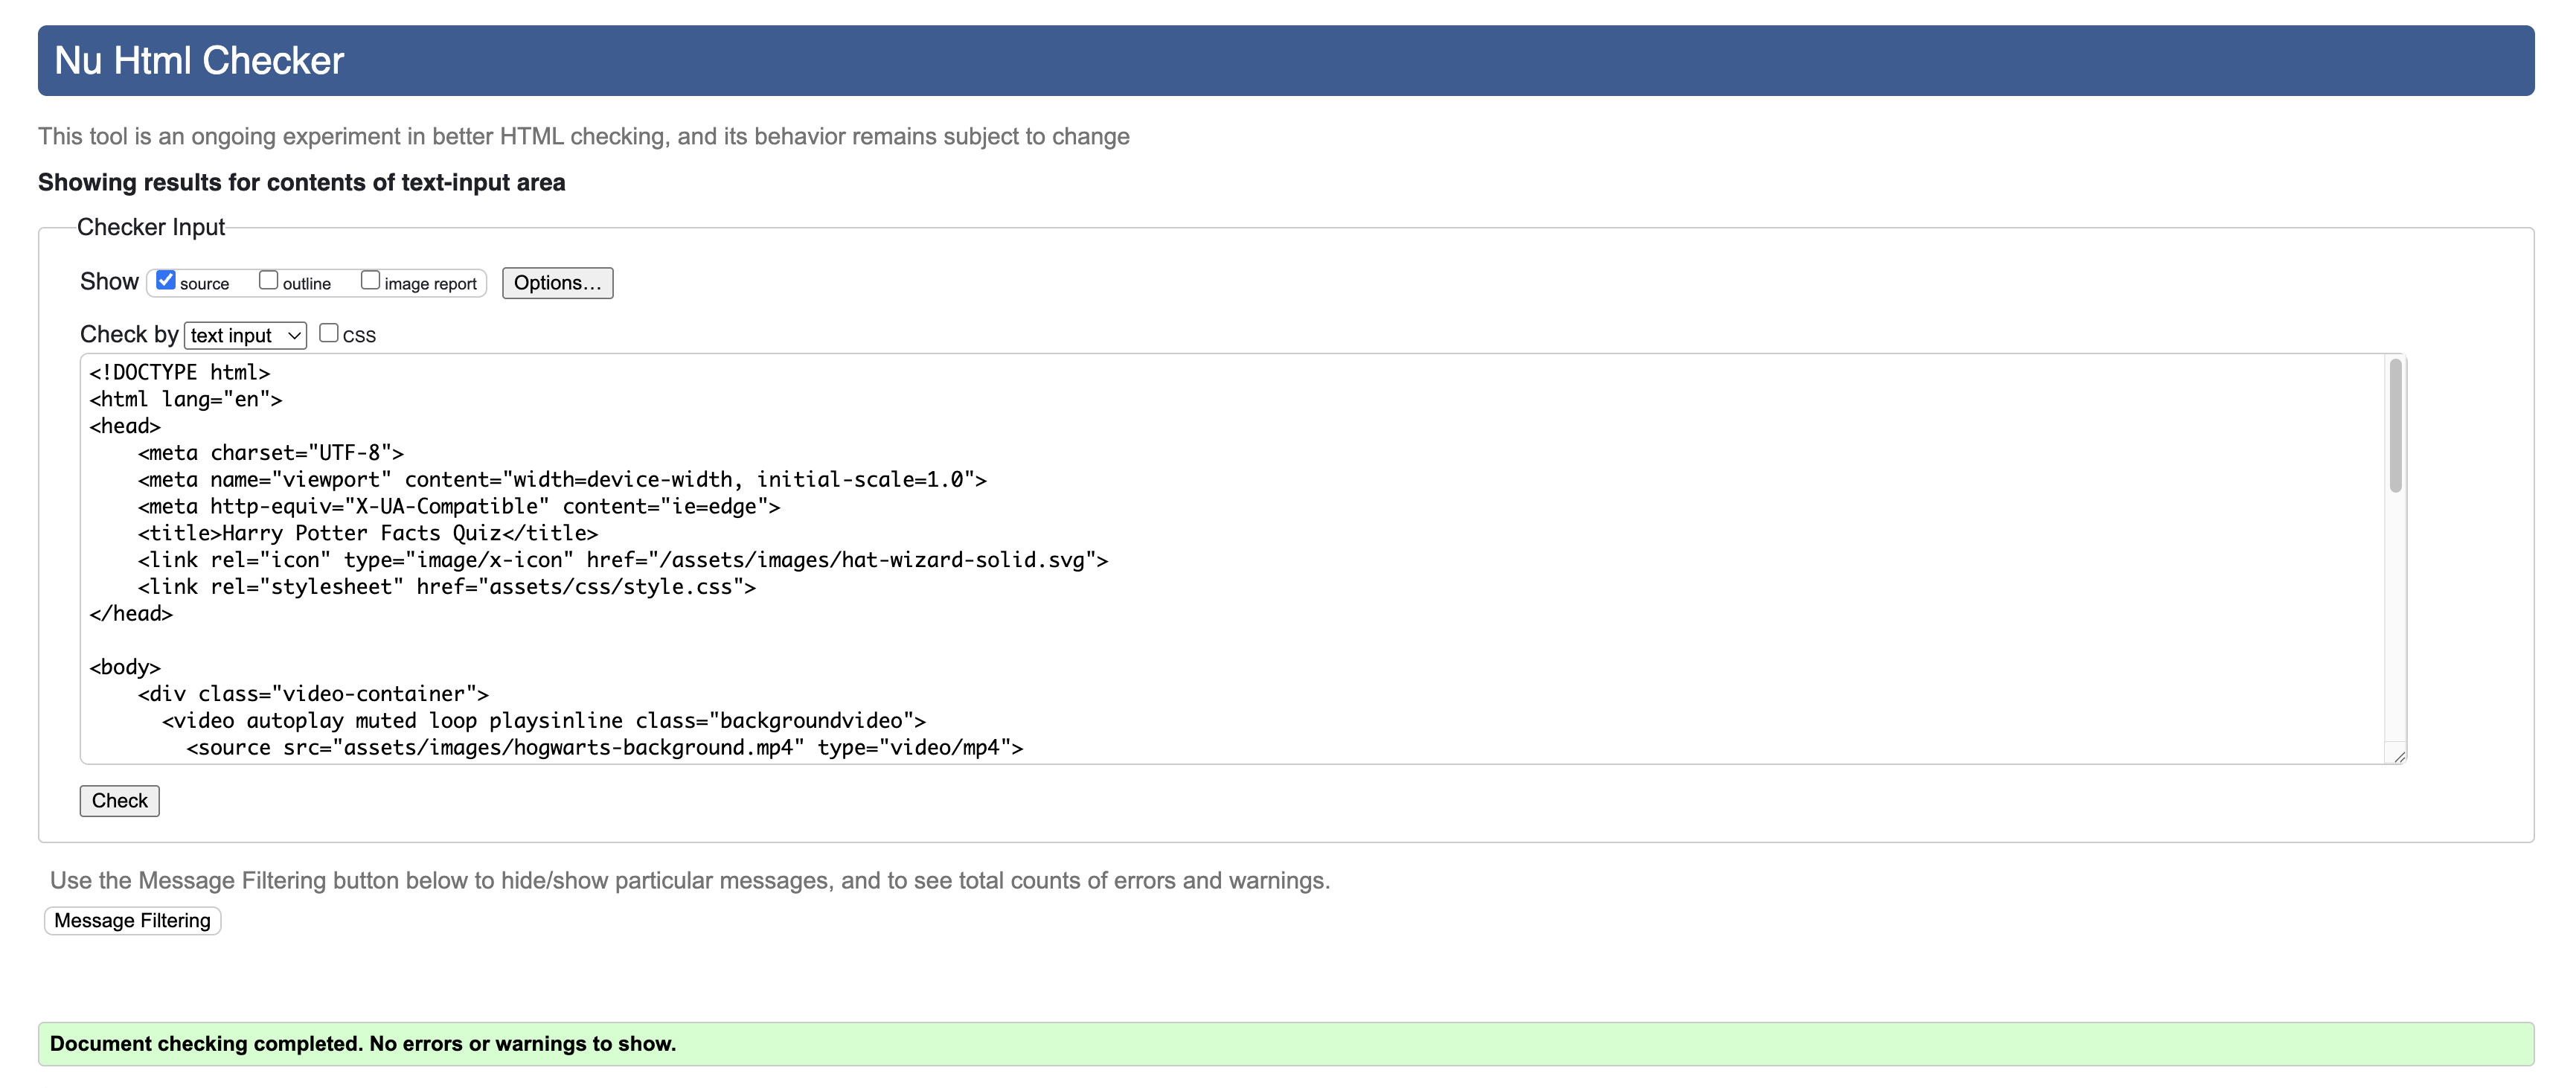 Nu Html Checker
This tool is an ongoing experiment in better HTML checking, and its behavior remains subject to change
Showing results for contents of text-input area
Checker Input
Show source outline image report Options...
Check by text input css
<!DOCTYPE html>
<html lang="en">
<head>
    <meta charset="UTF-8">
    <meta name="viewport" content="width=device-width, initial-scale=1.0">
    <meta http-equiv="X-UA-Compatible" content="ie=edge">
    <title>Harry Potter Facts Quiz</title>
    <link rel="icon" type="image/x-icon" href="/assets/images/hat-wizard-solid.svg">
    <link rel="stylesheet" href="assets/css/style.css">
</head>
<body>
    <div class="video-container">
      <video autoplay muted loop playsinline class="backgroundvideo">
        <source src="assets/images/hogwarts-background.mp4" type="video/mp4">
Check
Use the Message Filtering button below to hide/show particular messages, and to see total counts of errors and warnings.
Message Filtering
Document checking completed. No errors or warnings to show.